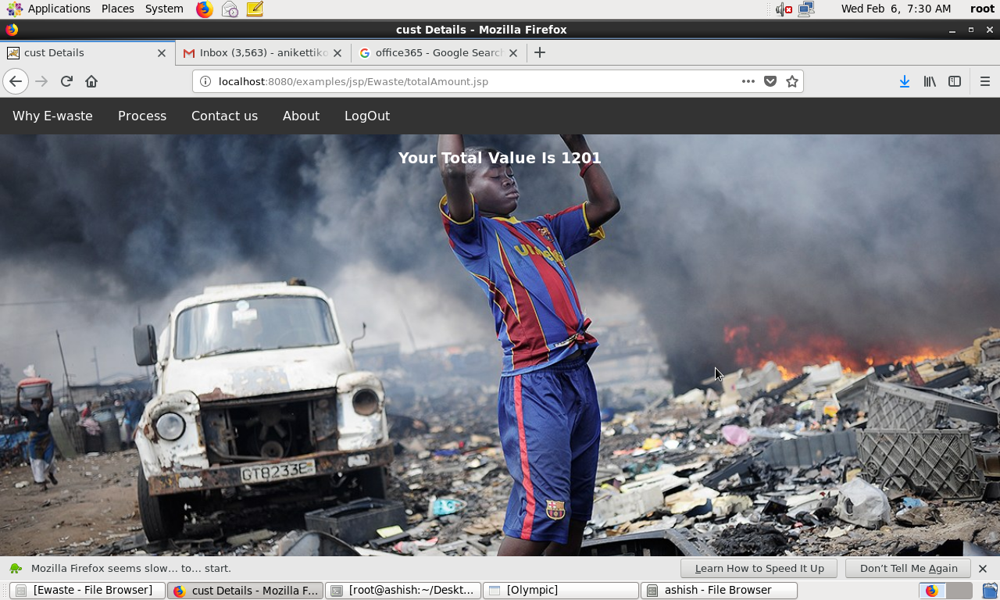 Applications Places System
Wed Feb 6, 7:30 AM root
cust Details - Mozilla Firefox
cust Details
Inbox (3,563) - anikettiko
office365 - Google Search
localhost:8080/examples/jsp/Ewaste/totalAmount.jsp
Why E-waste Process Contact us About LogOut
Your Total Value Is 1201
GT8233E
Mozilla Firefox seems slow... to... start.
Learn How to Speed It Up
Don't Tell Me Again
[Ewaste - File Browser]
cust Details - Mozilla F...
[root@ashish:~/Deskt...
[Olympic]
ashish - File Browser